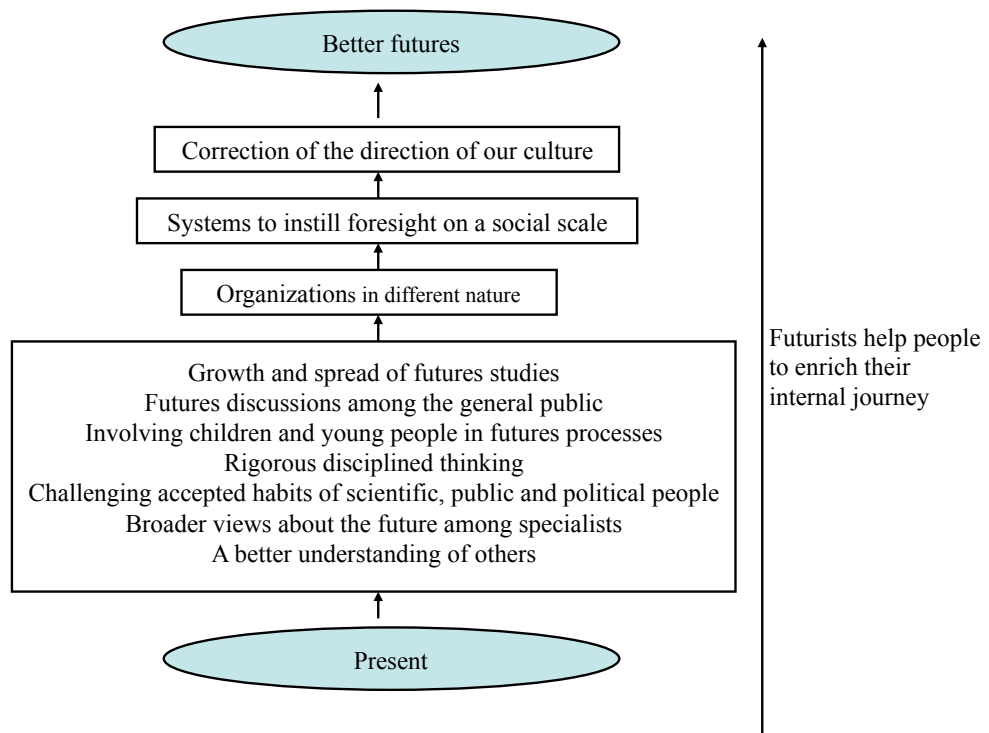 Better futures
Correction of the direction of our culture
Systems to instill foresight on a social scale
Organizations in different nature
Growth and spread of futures studies
Futures discussions among the general public
Involving children and young people in futures processes
Rigorous disciplined thinking
Challenging accepted habits of scientific, public and political people
Broader views about the future among specialists
A better understanding of others
Present
Futurists help people
to enrich their
internal journey